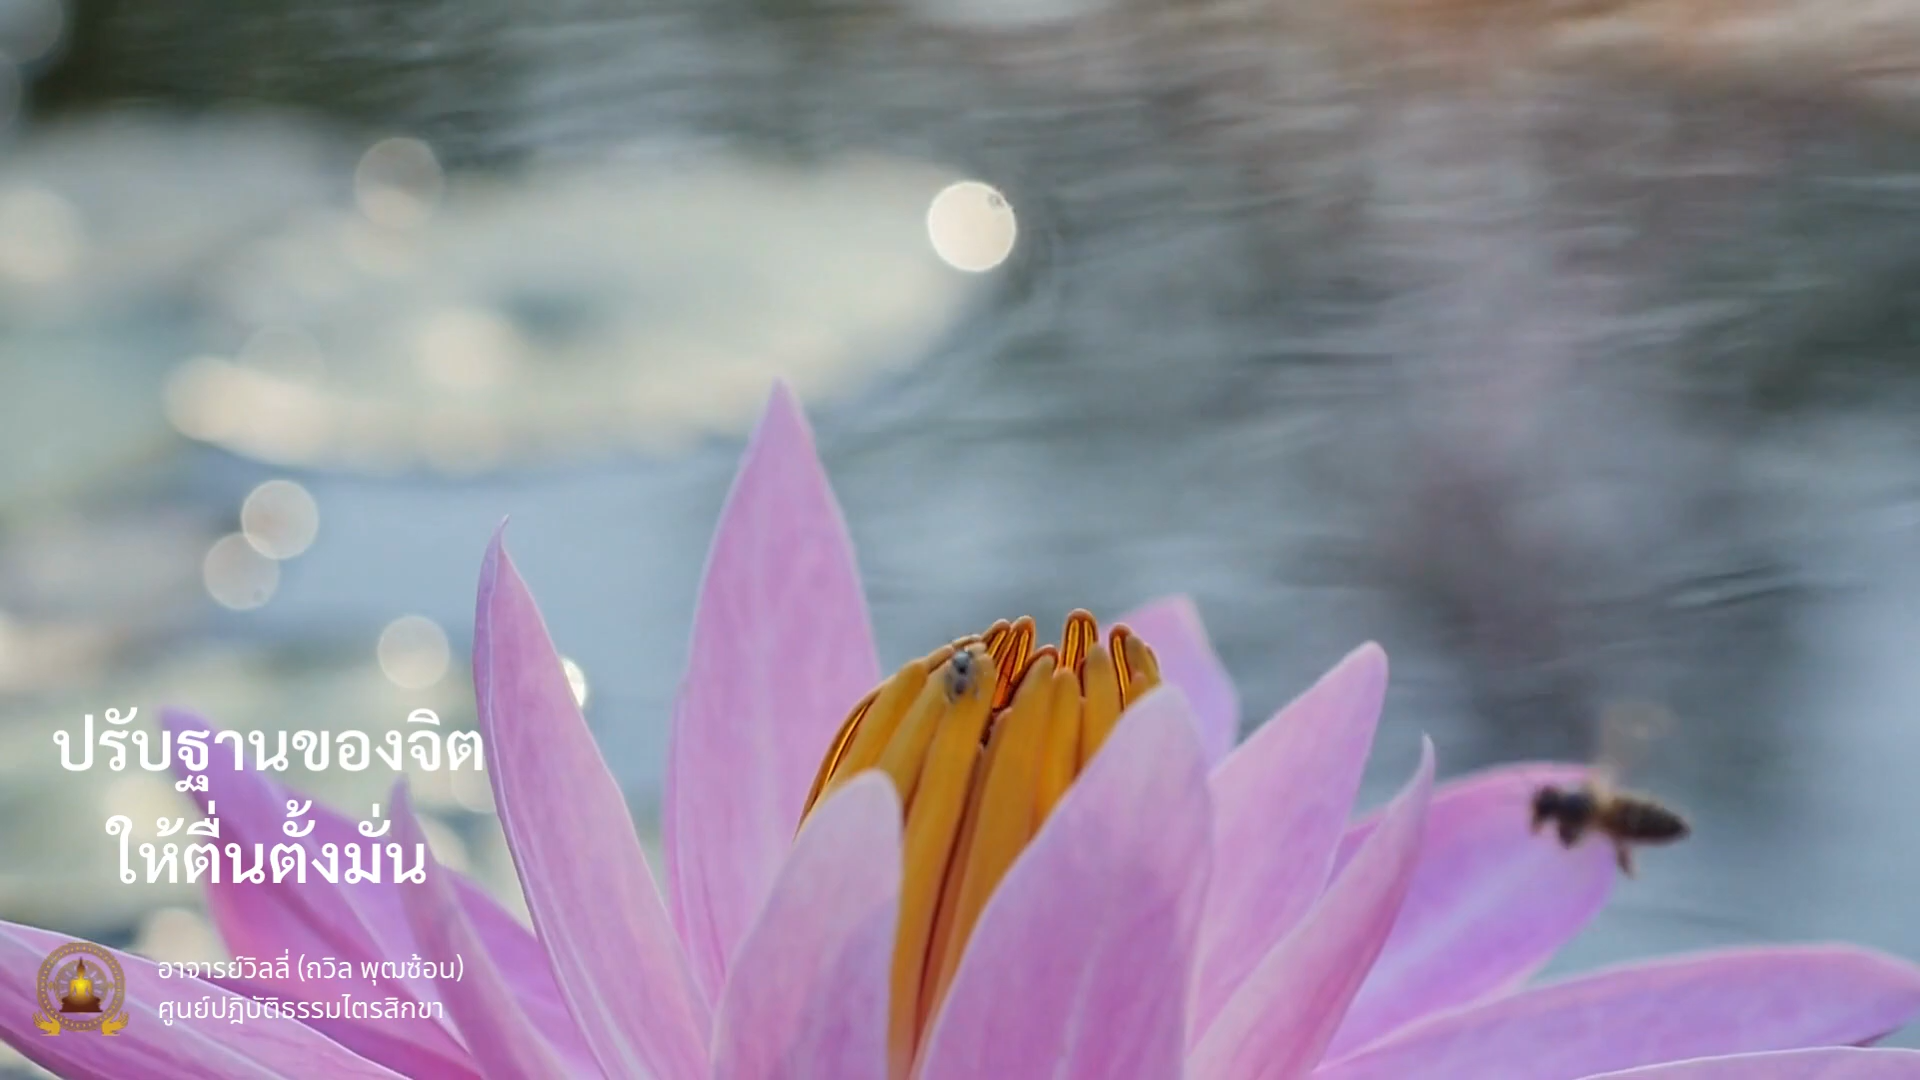 ปรับฐานของจิต
ให้ตื่นตั้งมั่น
อาจารย์วิลลี่ (ถวิล พุฒซ้อน)
ศูนย์ปฎิบัติธรรมไตรสิกขา